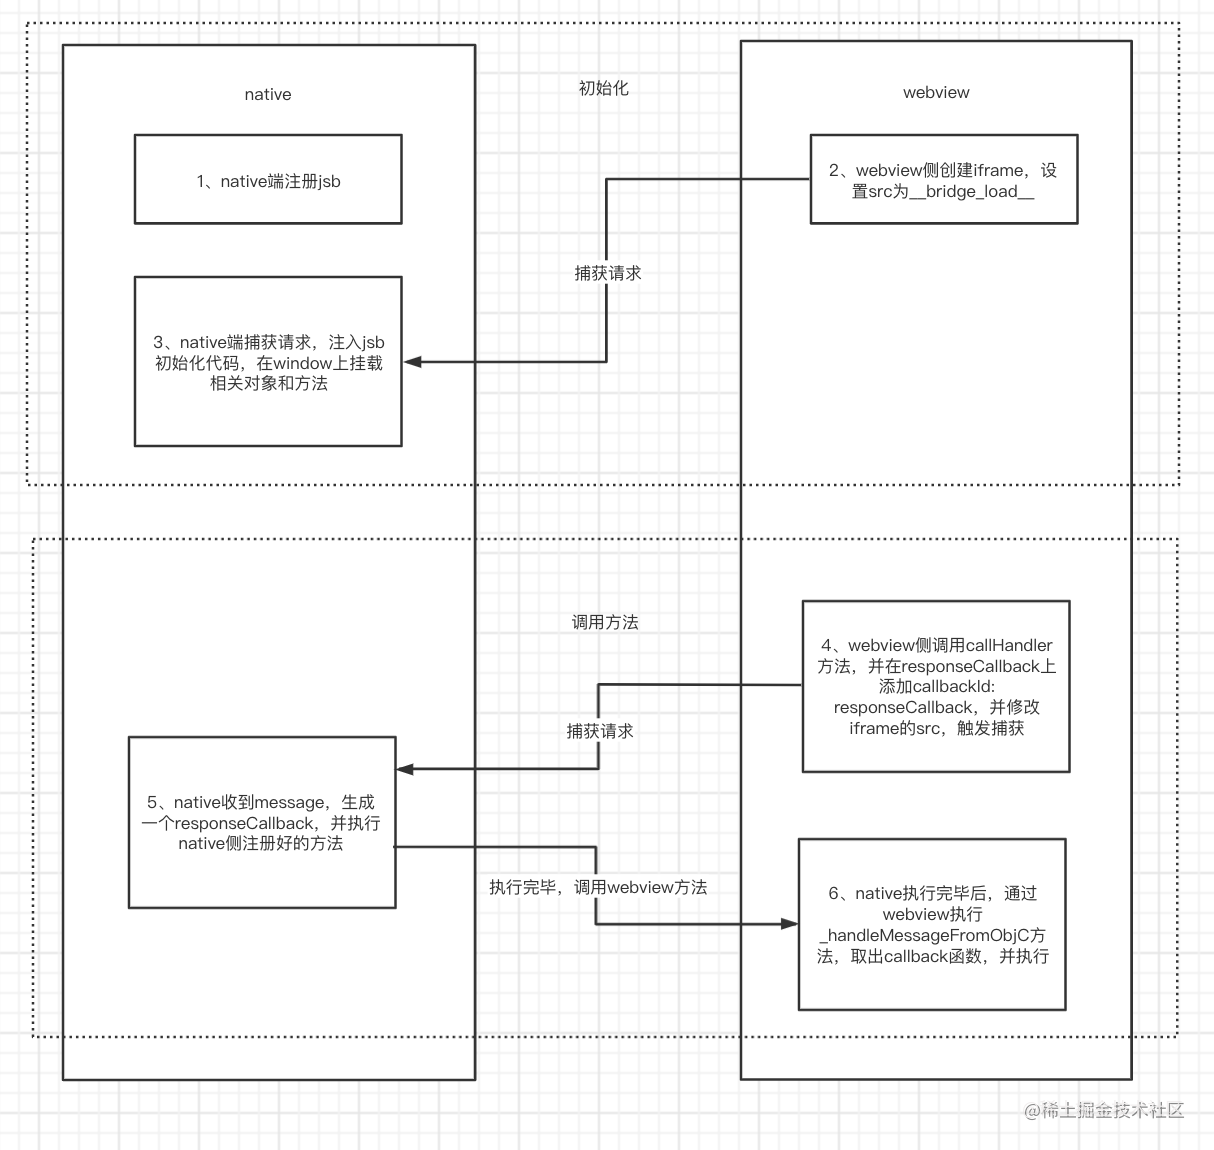 初始化
native
webview
1、native端注册jsb
2、webview侧创建iframe，设
置src为__bridge_load__
捕获请求
3、native端捕获请求，注入jsb
初始化代码，在window上挂载
相关对象和方法
调用方法
4、webview侧调用callHandler
方法，并在responseCallback上
添加callbackId:
responseCallback，并修改
iframe的src，触发捕获
捕获请求
5、native收到message，生成
一个responseCallback，并执行
native侧注册好的方法
执行完毕，调用webview方法
6、native执行完毕后，通过
webview执行
_handleMessageFromObjC方
法，取出callback函数，并执行
@稀土掘金技术社区